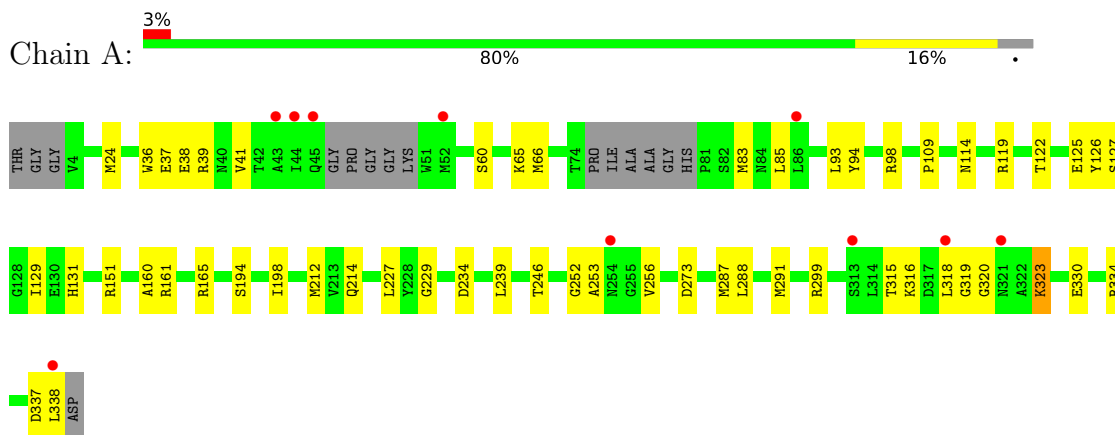 3%
Chain A:
80% 16% •
THR GLY GLY V4 M24 W36 E37 E38 R39 N40 V41 T42 A43 I44 Q45 GLY PRO GLY GLY LYS W51 M52 S60 K65 M66 T74 PRO ILE ALA ALA GLY HIS P81 S82 M83 N84 L85 L86 L93 Y94 R98 P109 N114 R119 T122 E125 Y126 S127
G128 I129 E130 H131 R151 A160 R161 R165 S194 I198 M212 V213 Q214 L227 Y228 G229 D234 L239 T246 G252 A253 N254 G255 V256 D273 M287 L288 M291 R299 S313 L314 T315 K316 D317 L318 G319 G320 N321 A322 K323 E330
D337 L338 ASP